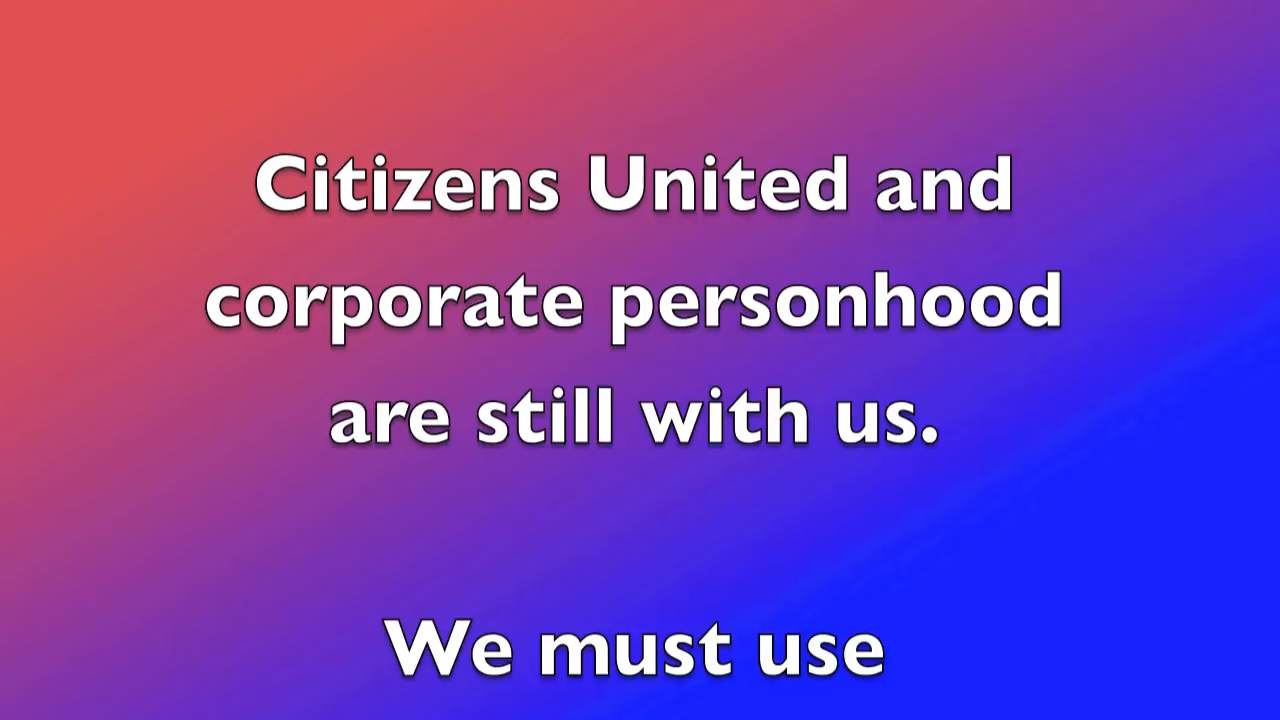 Citizens United and
corporate personhood
are still with us.
We must use